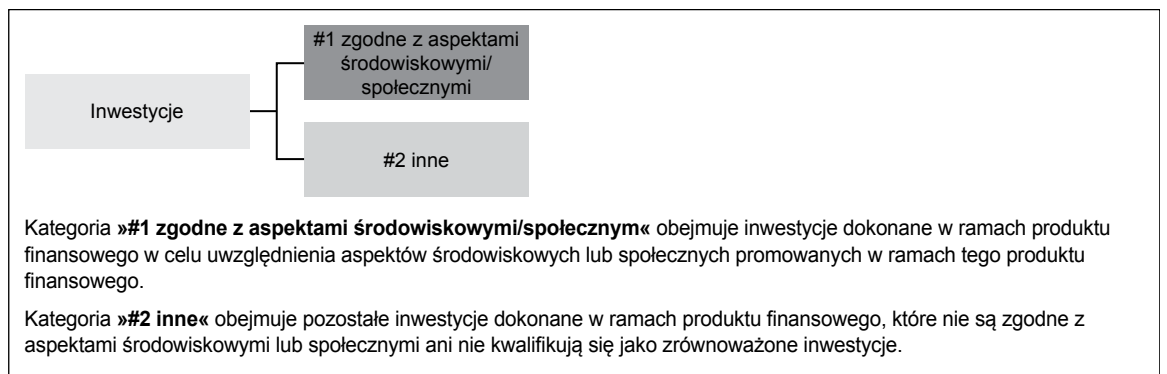 #1 zgodne z aspektami
środowiskowymi/
społecznymi
Inwestycje
#2 inne
Kategoria »#1 zgodne z aspektami środowiskowymi/społecznym« obejmuje inwestycje dokonane w ramach produktu
finansowego w celu uwzględnienia aspektów środowiskowych lub społecznych promowanych w ramach tego produktu
finansowego.
Kategoria »#2 inne« obejmuje pozostałe inwestycje dokonane w ramach produktu finansowego, które nie są zgodne z
aspektami środowiskowymi lub społecznymi ani nie kwalifikują się jako zrównoważone inwestycje.